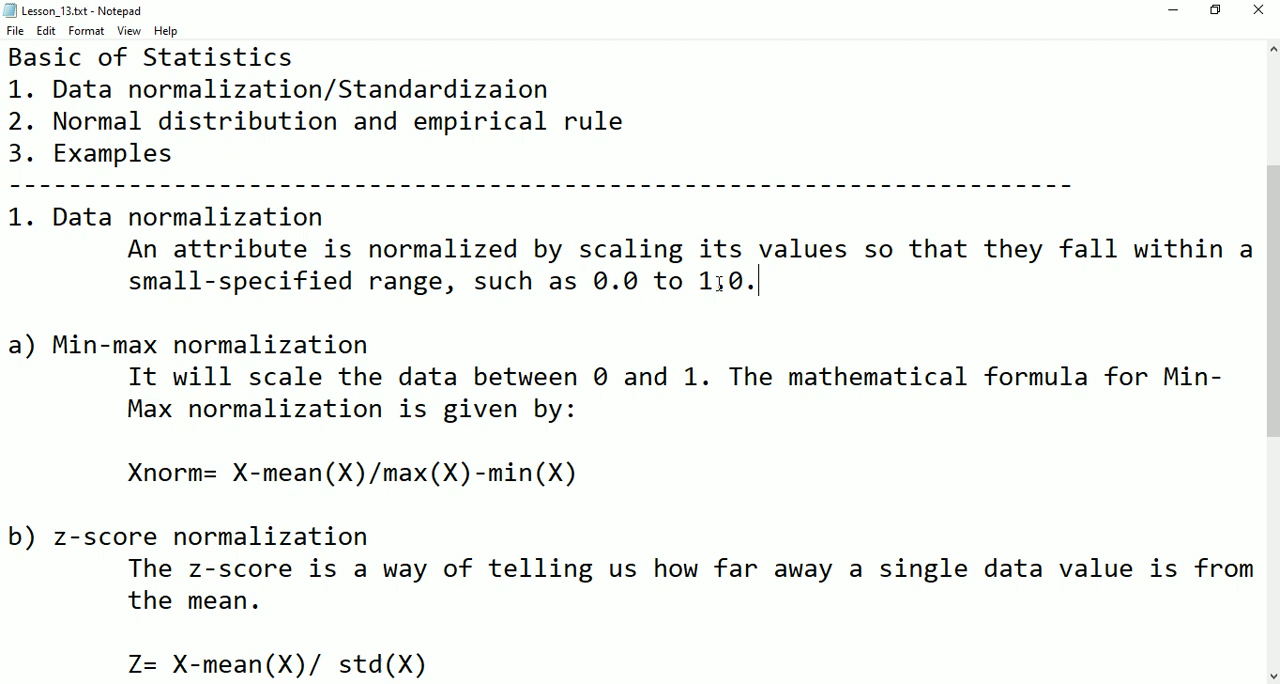 Lesson_13.txt - Notepad
File Edit Format View Help
Basic of Statistics
1. Data normalization/Standardizaion
2. Normal distribution and empirical rule
3. Examples
-----------------------------------------------------------------------
1. Data normalization
An attribute is normalized by scaling its values so that they fall within a
small-specified range, such as 0.0 to 1.0.
a) Min-max normalization
It will scale the data between 0 and 1. The mathematical formula for Min-
Max normalization is given by:
Xnorm= X-mean(X)/max(X)-min(X)
b) z-score normalization
The z-score is a way of telling us how far away a single data value is from
the mean.
Z= X-mean(X)/ std(X)